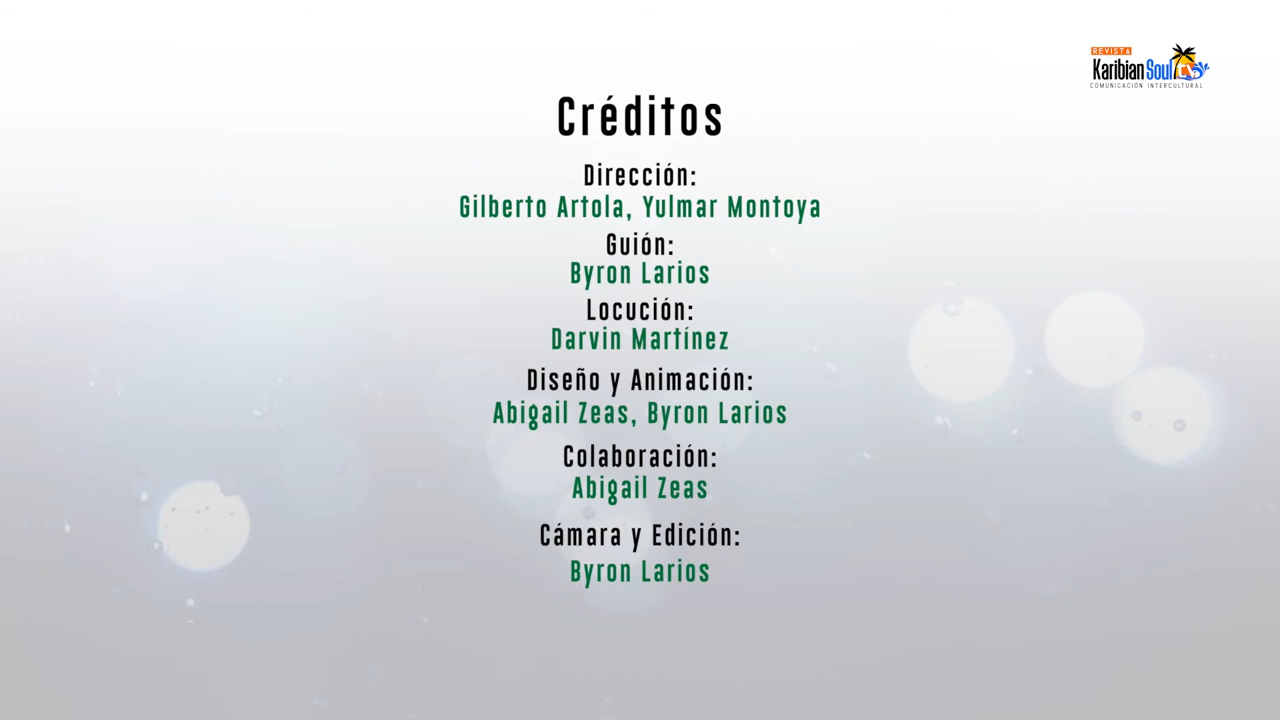 REVISTA
Karibian Soul TV
COMUNICACIÓN INTERCULTURAL
Créditos
Dirección:
Gilberto Artola, Yulmar Montoya
Guión:
Byron Larios
Locución:
Darvin Martínez
Diseño y Animación:
Abigail Zeas, Byron Larios
Colaboración:
Abigail Zeas
Cámara y Edición:
Byron Larios